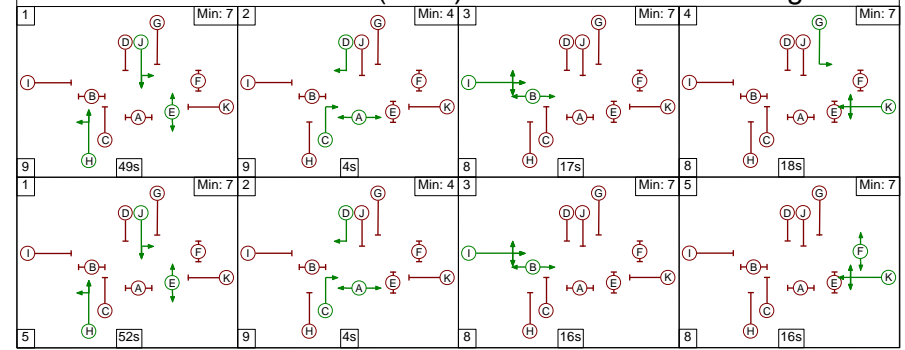 1 Min: 7
G
D J
I F
B
E K
A
C
H
9 49s
2 Min: 4
G
D J
I F
B
E K
A
C
H
9 4s
3 Min: 7
G
D J
I F
B
E K
A
C
H
8 17s
4 Min: 7
G
D J
I F
B
E K
A
C
H
8 18s
1 Min: 7
G
D J
I F
B
E K
A
C
H
5 52s
2 Min: 4
G
D J
I F
B
E K
A
C
H
9 4s
3 Min: 7
G
D J
I F
B
E K
A
C
H
8 16s
5 Min: 7
G
D J
I F
B
E K
A
C
H
8 16s